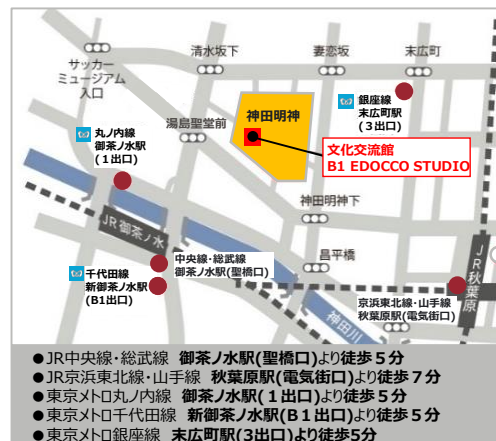 サッカー
ミュージアム
入口
清水坂下
妻恋坂
末広町
丸ノ内線
御茶ノ水駅
(1出口)
湯島聖堂前
神田明神
銀座線
末広町駅
(3出口)
文化交流館
B1 EDOCCO STUDIO
神田明神下
JR御茶ノ水
中央線・総武線
御茶ノ水駅(聖橋口)
昌平橋
JR秋葉原
千代田線
新御茶ノ水駅
(B1出口)
京浜東北線・山手線
秋葉原駅(電気街口)
神田川
●JR中央線・総武線 御茶ノ水駅(聖橋口)より徒歩５分
●JR京浜東北線・山手線 秋葉原駅(電気街口)より徒歩７分
●東京メトロ丸ノ内線 御茶ノ水駅(１出口)より徒歩５分
●東京メトロ千代田線 新御茶ノ水駅(B１出口)より徒歩５分
●東京メトロ銀座線 末広町駅(3出口)より徒歩5分